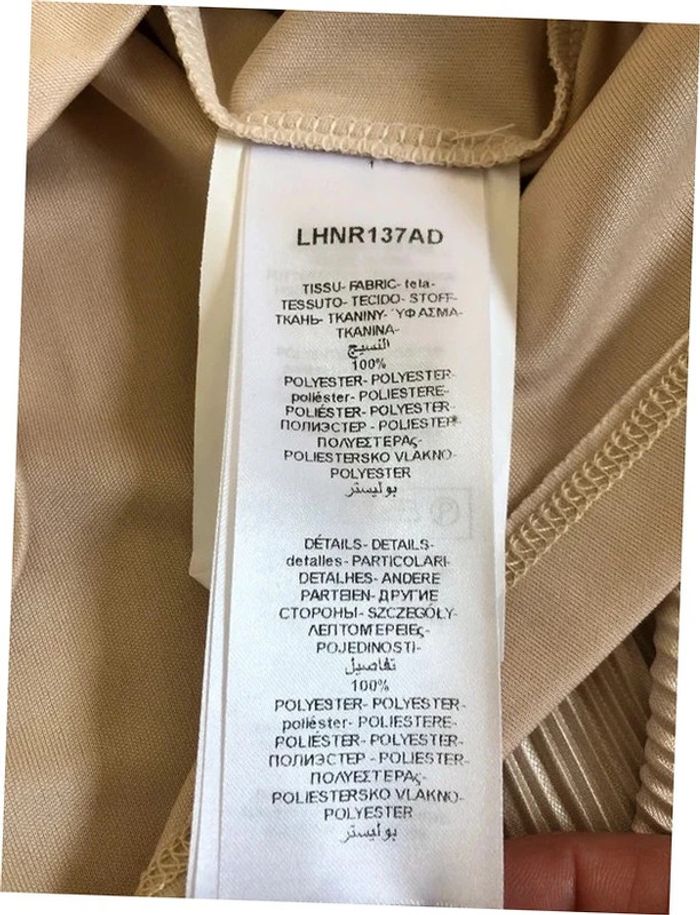 LHNR137AD
TISSU- FABRIC- tela-
TESSUTO- TECIDO- STOFF-
ТКАНЬ- TKANINY- ΎΦΑΣΜΑ-
TKANINA-
النسيج
100%
POLYESTER- POLYESTER-
poliéster- POLIESTERE-
POLIÉSTER- POLYESTER-
ПОЛИЭСТЕР - POLIESTER-
ΠΟΛΥΕΣΤΕΡΑς-
POLIESTERSKO VLAKNO-
POLYESTER
بوليستر
DÉTAILS- DETAILS-
detalles- PARTICOLARI-
DETALHES- ANDERE
PARTEIEN- ДРУГИЕ
СТОРОНЫ- SZCZEGÓŁY-
ΛΕΠΤΟΜΈΡΕΙΕς-
POJEDINOSTI-
تفاصيل
100%
POLYESTER- POLYESTER-
poliéster- POLIESTERE-
POLIÉSTER- POLYESTER-
ПОЛИЭСТЕР - POLIESTER-
ΠΟΛΥΕΣΤΕΡΑς-
POLIESTERSKO VLAKNO-
POLYESTER
بوليستر